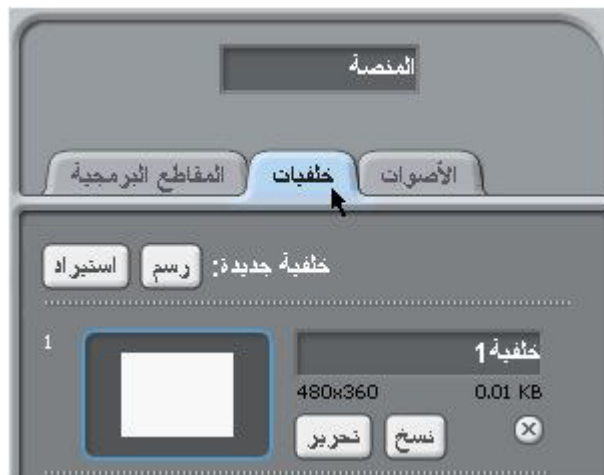 المنصة
المقاطع البرمجية خلفيات الأصوات
خلفية جديدة: رسم استيراد
1
خلفية1
480x360 0.01 KB
تحرير نسخ